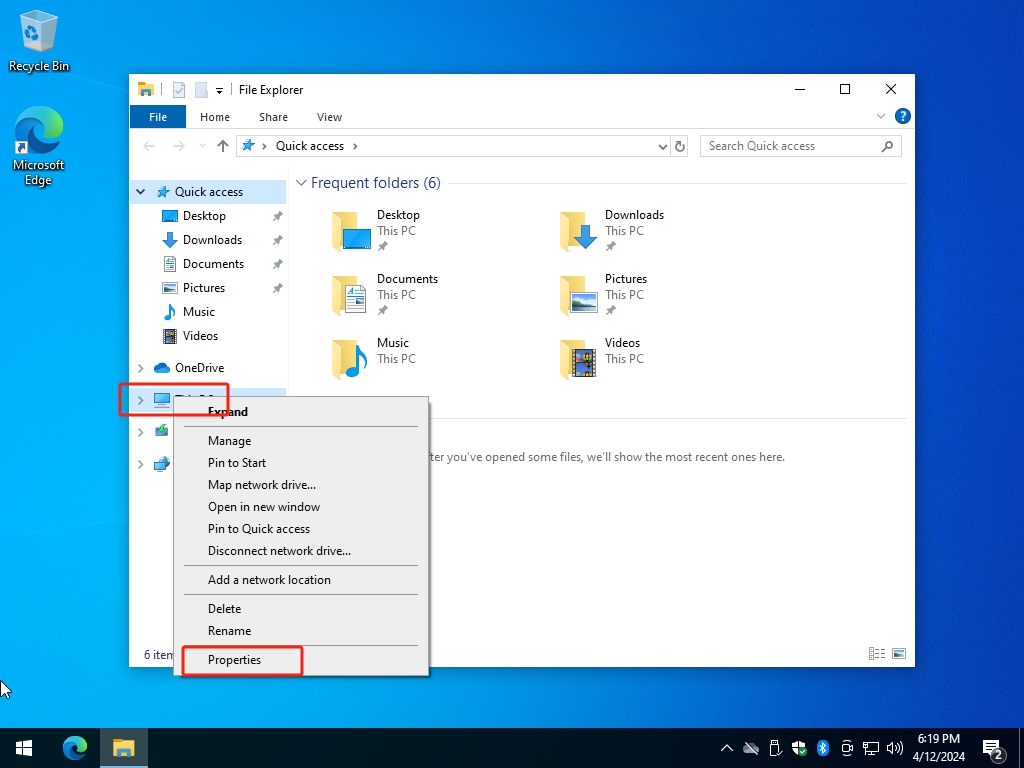 Recycle Bin
Microsoft
Edge
File Explorer
File
Home
Share
View
Quick access
Search Quick access
Quick access
Desktop
Downloads
Documents
Pictures
Music
Videos
OneDrive
Frequent folders (6)
Desktop
This PC
Downloads
This PC
Documents
This PC
Pictures
This PC
Music
This PC
Videos
This PC
you've opened some files, we'll show the most recent ones here.
Expand
Manage
Pin to Start
Map network drive...
Open in new window
Pin to Quick access
Disconnect network drive...
Add a network location
Delete
Rename
Properties
6
6:19 PM
4/12/2024
2